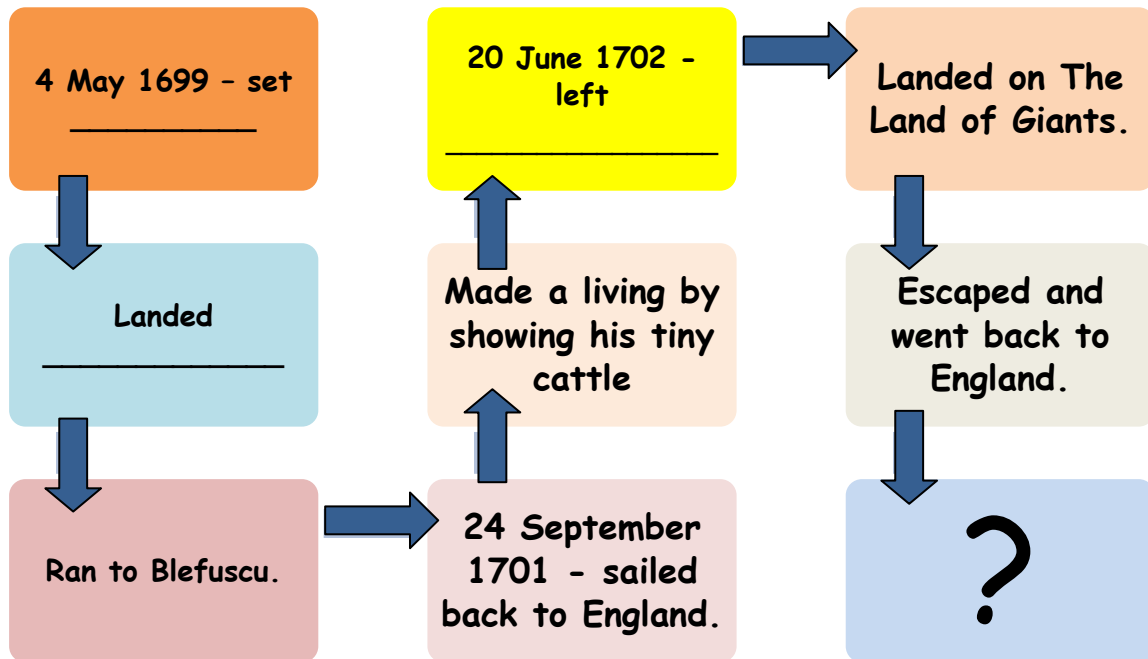 4 May 1699 – set
___________
Landed
______________
Ran to Blefuscu.
24 September
1701 - sailed
back to England.
Made a living by
showing his tiny
cattle
20 June 1702 -
left
________________
Landed on The
Land of Giants.
Escaped and
went back to
England.
?